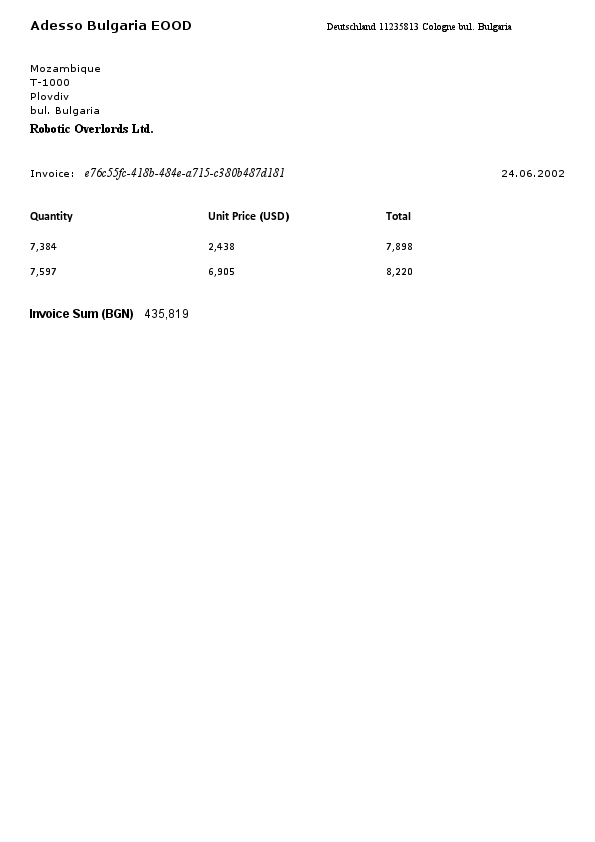 Adesso Bulgaria EOOD Deutschland 11235813 Cologne bul. Bulgaria
Mozambique
T-1000
Plovdiv
bul. Bulgaria
Robotic Overlords Ltd.
Invoice: e76c55fc-418b-484e-a715-c380b487d181 24.06.2002
Quantity Unit Price (USD) Total
7,384 2,438 7,898
7,597 6,905 8,220
Invoice Sum (BGN) 435,819